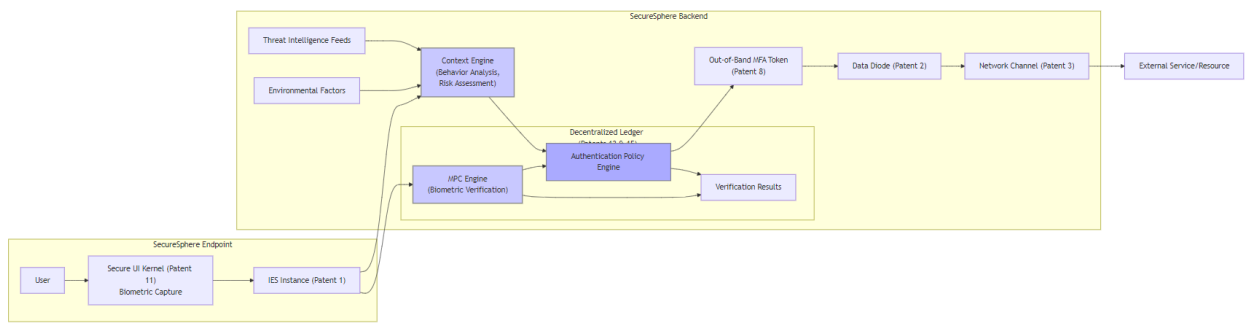 SecureSphere Backend
Threat Intelligence Feeds
Environmental Factors
Context Engine
(Behavior Analysis,
Risk Assessment)
Out-of-Band MFA Token
(Patent 8)
Data Diode (Patent 2)
Network Channel (Patent 3)
External Service/Resource
Decentralized Ledger
Authentication Policy
Engine
MPC Engine
(Biometric Verification)
Verification Results
SecureSphere Endpoint
User
Secure UI Kernel (Patent
11)
Biometric Capture
IES Instance (Patent 1)